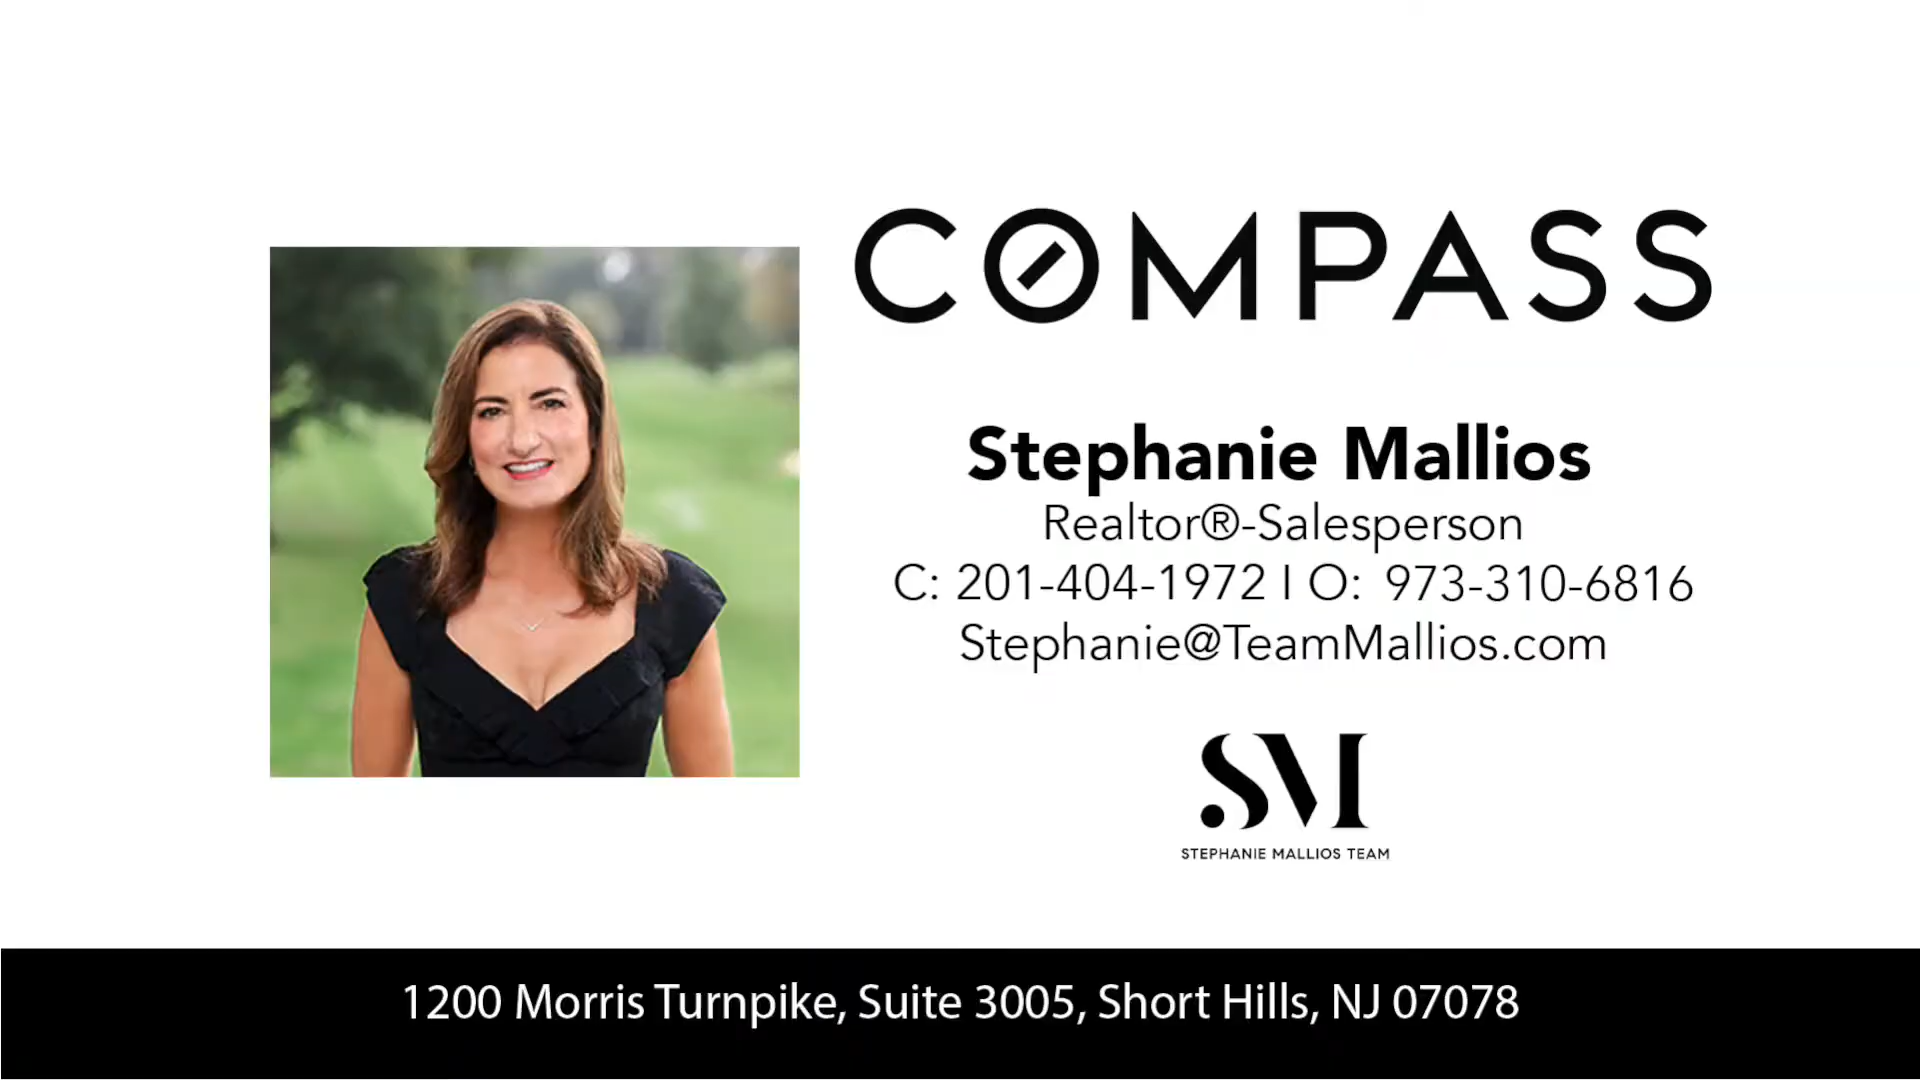 COMPASS
Stephanie Mallios
Realtor®-Salesperson
C: 201-404-1972 | O: 973-310-6816
Stephanie@TeamMallios.com
SM
STEPHANIE MALLIOS TEAM
1200 Morris Turnpike, Suite 3005, Short Hills, NJ 07078